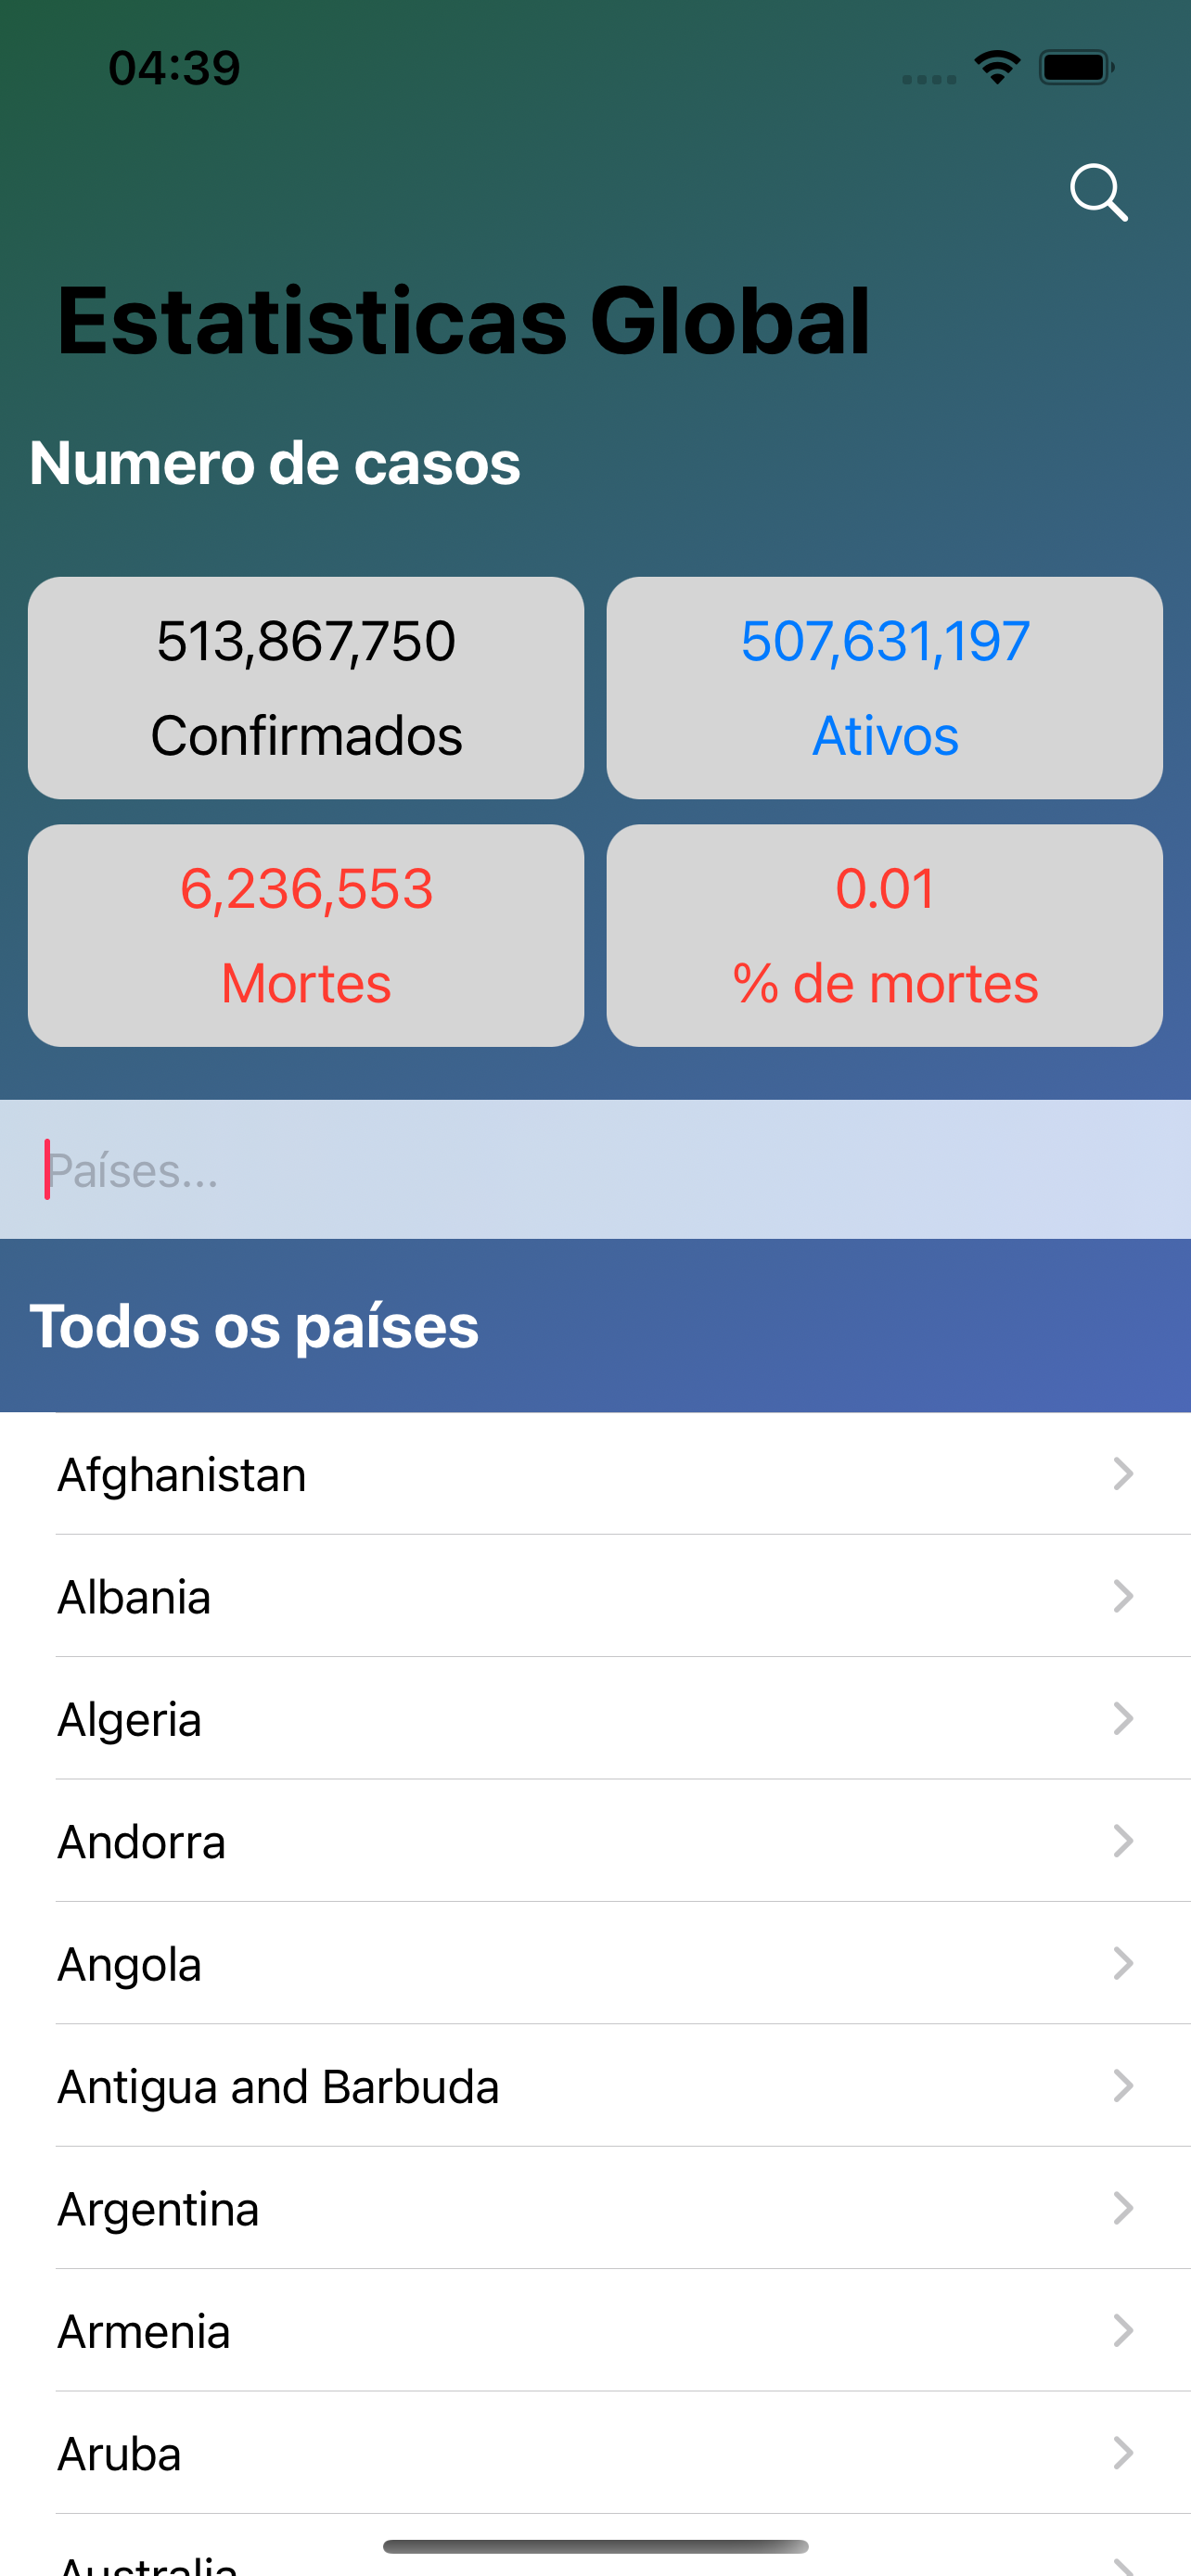 04:39
Estatisticas Global
Numero de casos
513,867,750
Confirmados
507,631,197
Ativos
6,236,553
Mortes
0.01
% de mortes
Países...
Todos os países
Afghanistan
Albania
Algeria
Andorra
Angola
Antigua and Barbuda
Argentina
Armenia
Aruba
Australia